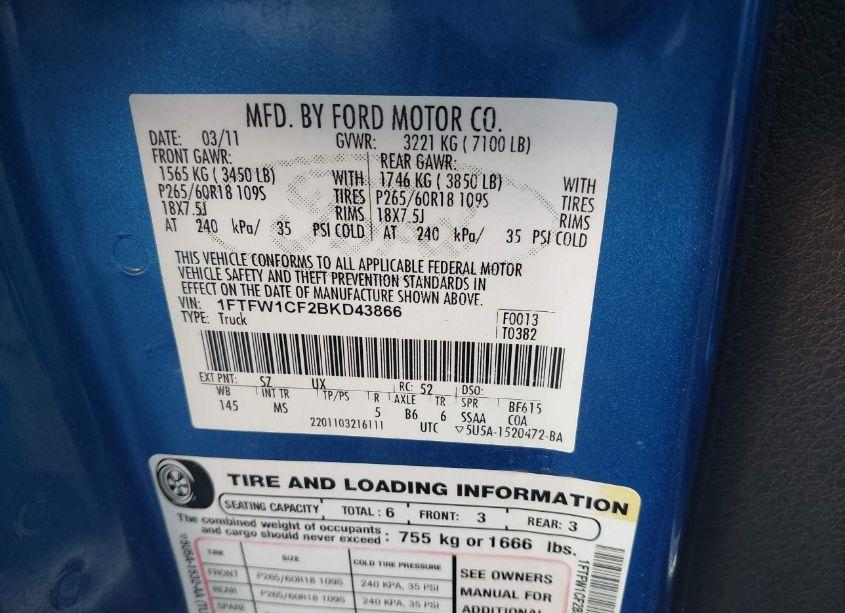 MFD. BY FORD MOTOR CO.
DATE: 03/11 GVWR: 3221 KG ( 7100 LB)
FRONT GAWR: REAR GAWR:
1565 KG ( 3450 LB) WITH 1746 KG ( 3850 LB) WITH
P265/60R18 109S TIRES P265/60R18 109S TIRES
18X7.5J RIMS 18X7.5J RIMS
AT 240 kPa/ 35 PSI COLD AT 240 kPa/ 35 PSI COLD
THIS VEHICLE CONFORMS TO ALL APPLICABLE FEDERAL MOTOR
VEHICLE SAFETY AND THEFT PREVENTION STANDARDS IN
EFFECT ON THE DATE OF MANUFACTURE SHOWN ABOVE.
VIN: 1FTFW1CF2BKD43866 F0013
TYPE: Truck T0382
EXT PNT: SZ UX RC: 52 DSO:
WB INT TR TP/PS R AXLE TR SPR BF615
145 MS 5 B6 6 SSAA COA
2201103216111 UTC ▽5U5A-1520472-BA
TIRE AND LOADING INFORMATION
SEATING CAPACITY TOTAL : 6 FRONT: 3 REAR: 3
The combined weight of occupants
and cargo should never exceed : 755 kg or 1666 lbs.
TIRE SIZE COLD TIRE PRESSURE
FRONT P265/60R18 109S 240 KPA, 35 PSI
REAR P265/60R18 109S 240 KPA, 35 PSI
SPARE
SEE OWNERS
MANUAL FOR
ADDITIONAL